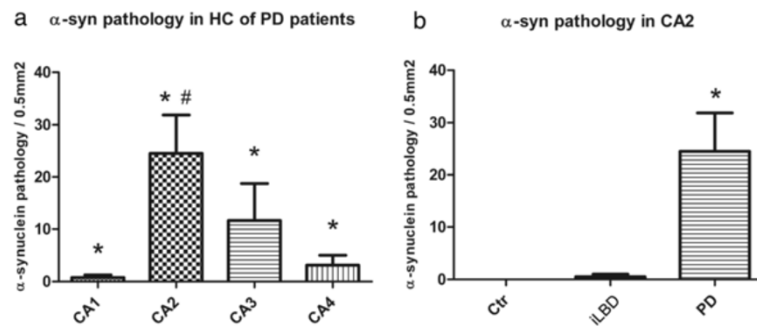 a α-syn pathology in HC of PD patients
α-synuclein pathology / 0.5mm2
40
30
20
10
0
*
* #
*
*
CA1
CA2
CA3
CA4
b α-syn pathology in CA2
α-synuclein pathology / 0.5mm2
40
30
20
10
0
*
Ctr
iLBD
PD